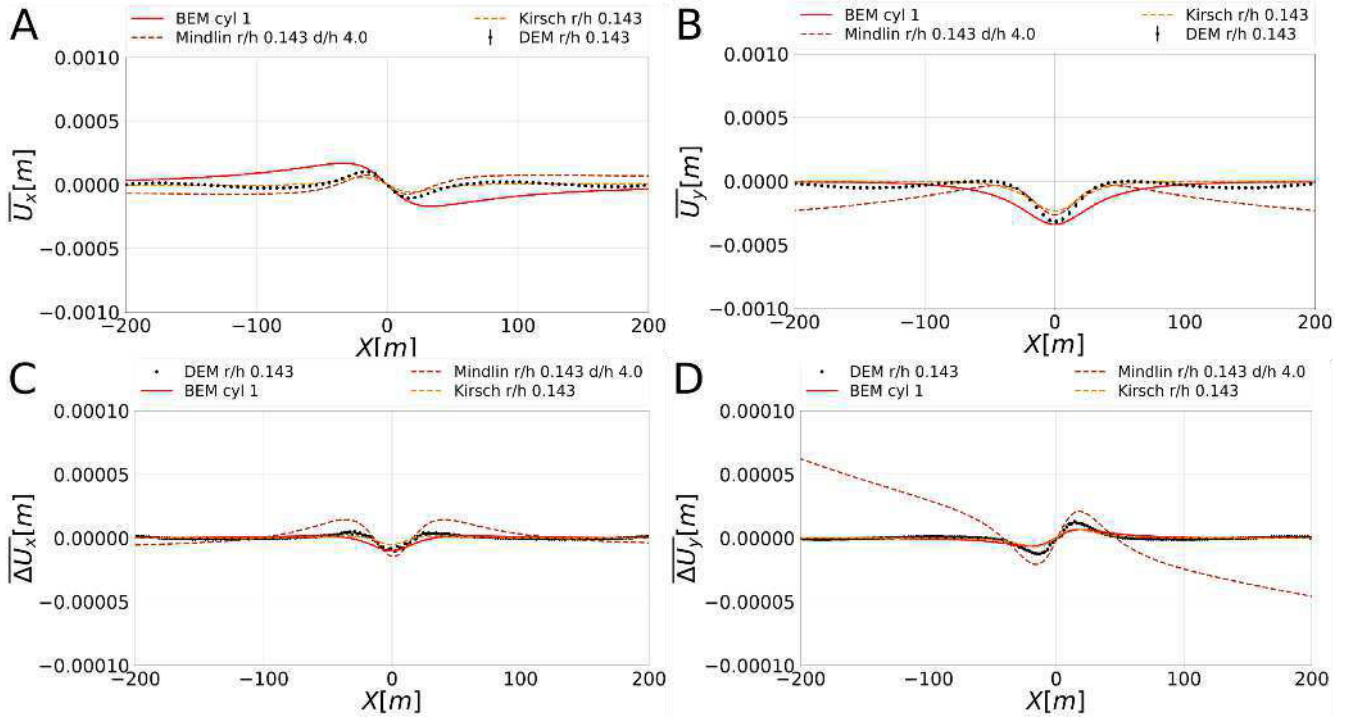 A
BEM cyl 1
Kirsch r/h 0.143
Mindlin r/h 0.143 d/h 4.0
DEM r/h 0.143
0.0010
0.0005
0.0000
−0.0005
−0.0010
Ux[m]
−200
−100
0
100
200
X[m]
B
BEM cyl 1
Kirsch r/h 0.143
Mindlin r/h 0.143 d/h 4.0
DEM r/h 0.143
0.0010
0.0005
0.0000
−0.0005
−0.0010
Uy[m]
−200
−100
0
100
200
X[m]
C
DEM r/h 0.143
Mindlin r/h 0.143 d/h 4.0
BEM cyl 1
Kirsch r/h 0.143
0.00010
0.00005
0.00000
−0.00005
−0.00010
ΔUx[m]
−200
−100
0
100
200
X[m]
D
DEM r/h 0.143
Mindlin r/h 0.143 d/h 4.0
BEM cyl 1
Kirsch r/h 0.143
0.00010
0.00005
0.00000
−0.00005
−0.00010
ΔUy[m]
−200
−100
0
100
200
X[m]